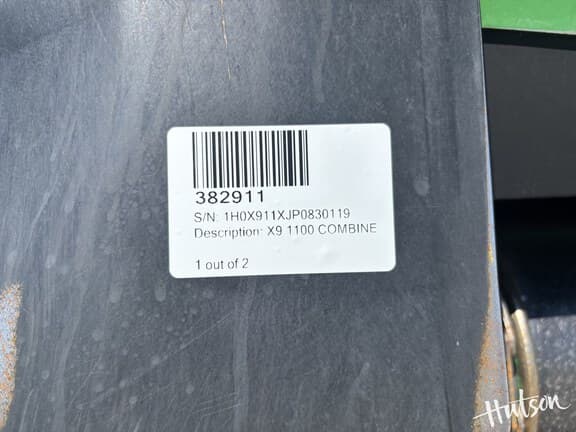 382911
S/N: 1H0X911XJP0830119
Description: X9 1100 COMBINE
1 out of 2
Hutson